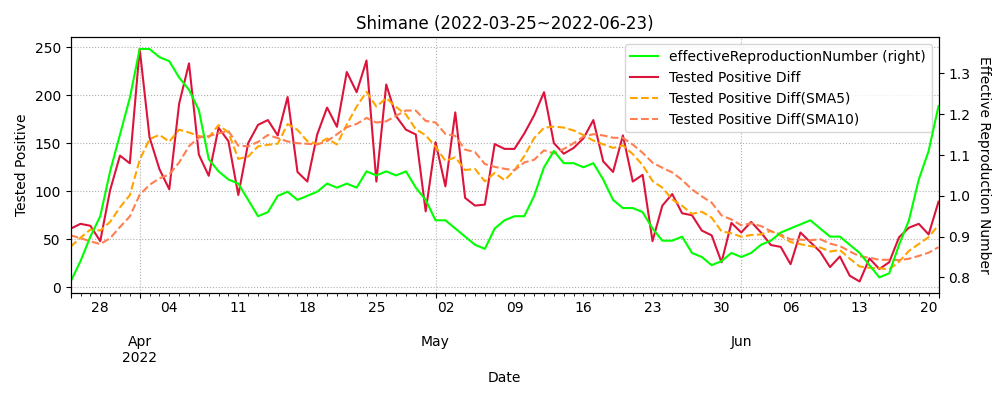 Shimane (2022-03-25~2022-06-23)
effectiveReproductionNumber (right)
Tested Positive Diff
Tested Positive Diff(SMA5)
Tested Positive Diff(SMA10)
Tested Positive
250
200
150
100
50
0
1.3
1.2
1.1
1.0
0.9
0.8
Effective Reproduction Number
28 04 11 18 25 02 09 16 23 30 06 13 20
Apr May Jun
2022
Date